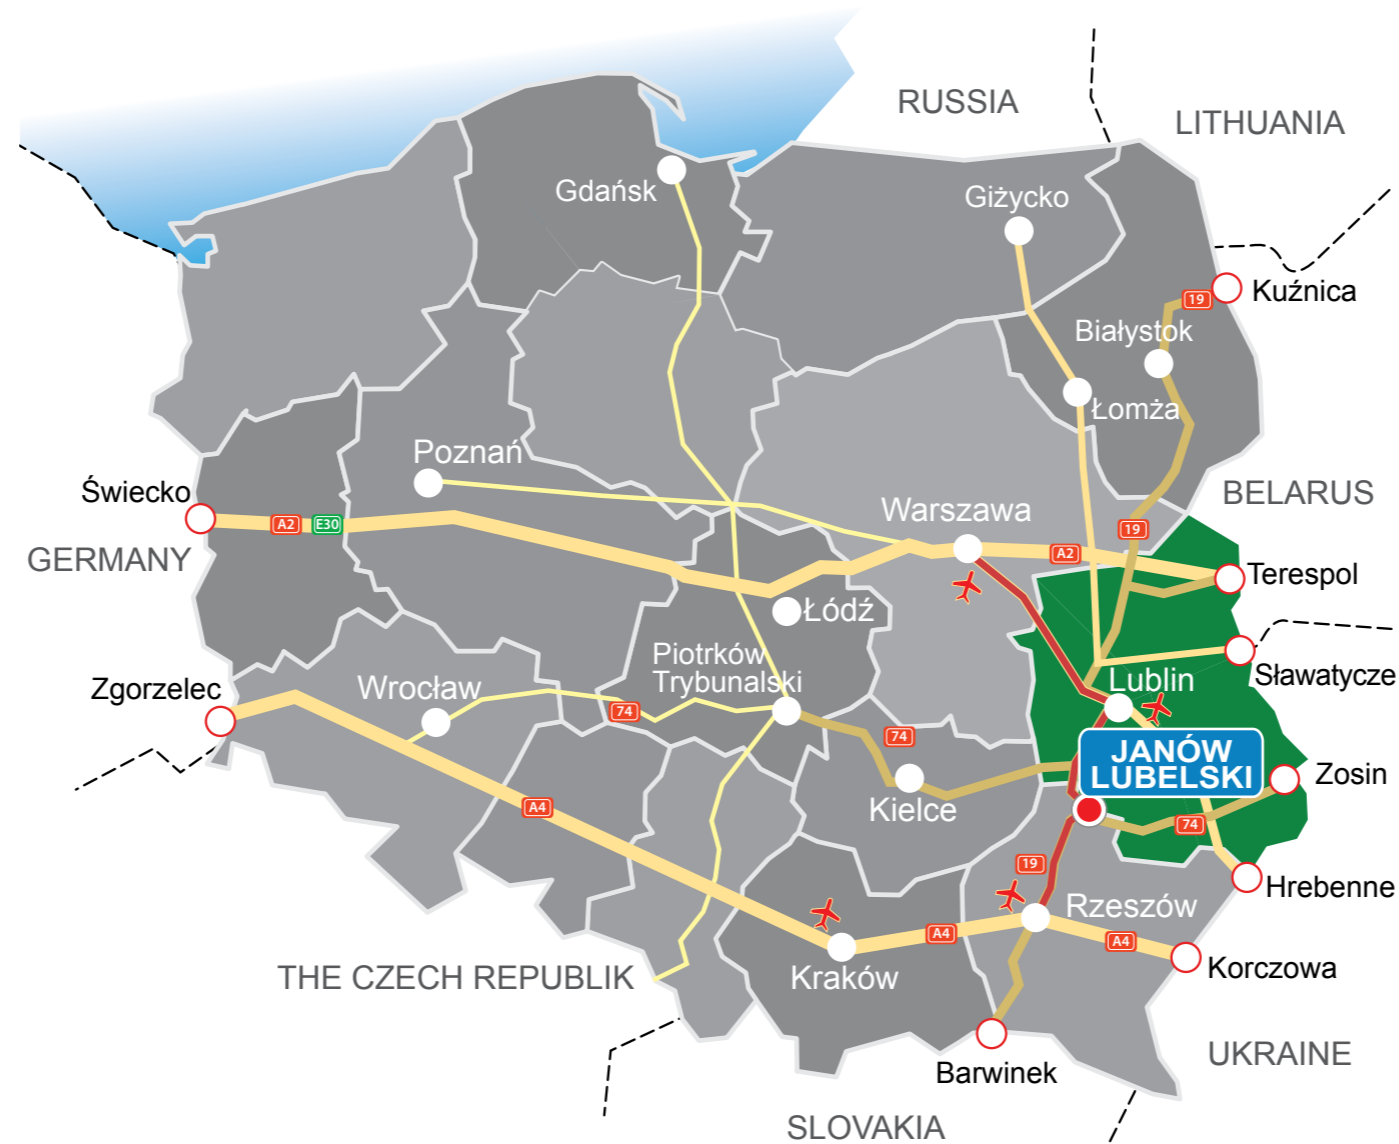 RUSSIA
LITHUANIA
Gdańsk
Giżycko
19
Kuźnica
Białystok
Łomża
Poznań
Świecko
BELARUS
A2
E30
Warszawa
19
A2
GERMANY
Terespol
Łódź
Piotrków
Trybunalski
Sławatycze
Zgorzelec
Wrocław
Lublin
74
74
JANÓW
LUBELSKI
Zosin
A4
Kielce
74
19
Hrebenne
Rzeszów
A4
A4
Korczowa
THE CZECH REPUBLIK
Kraków
UKRAINE
Barwinek
SLOVAKIA